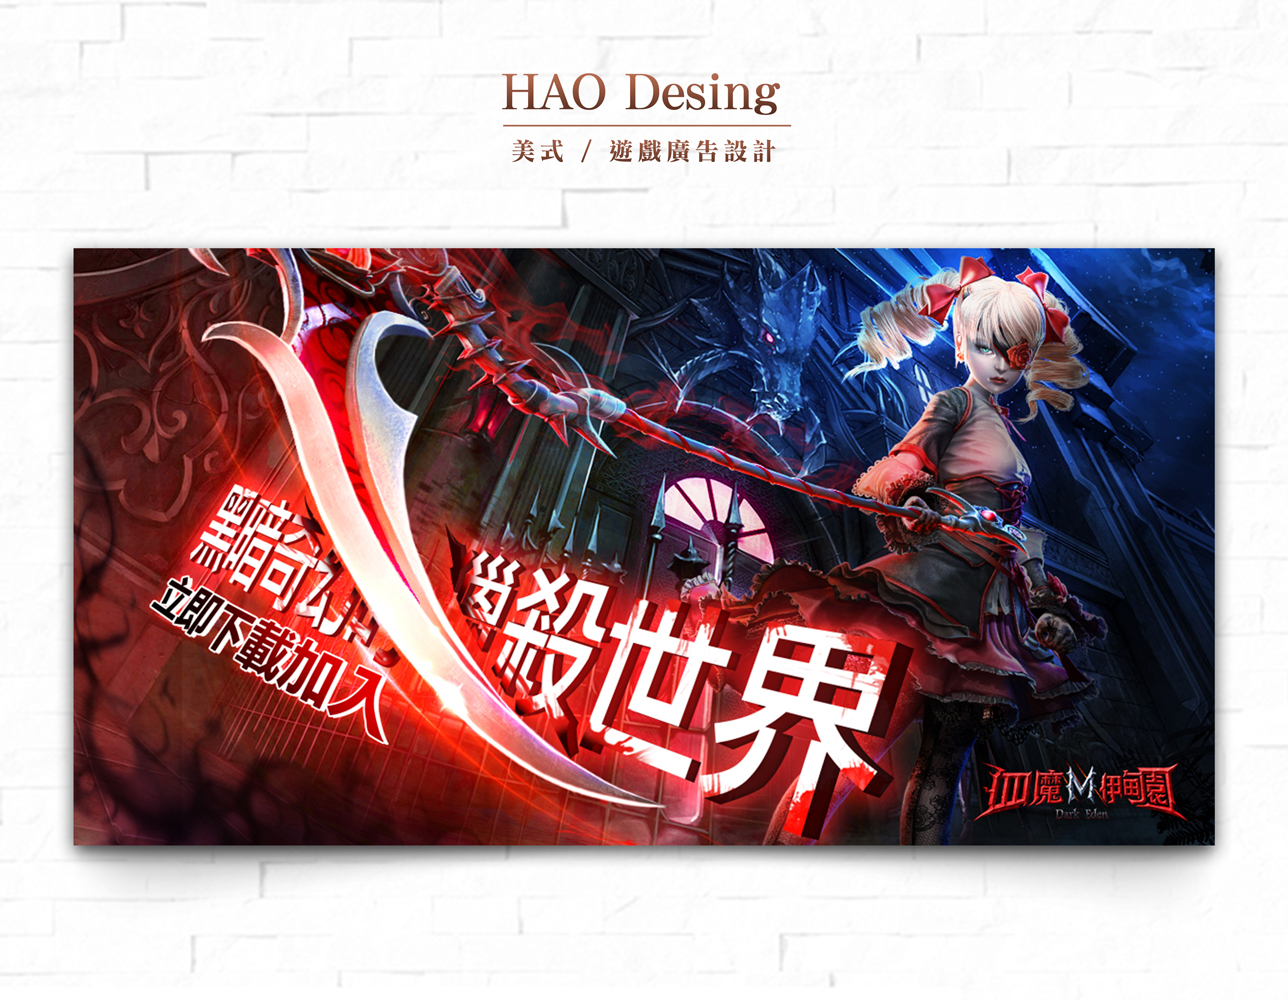 HAO Desing
美式 / 遊戲廣告設計
黑暗奇幻
殺世界
立即下載加入
血魔M伊甸園
Dark Eden